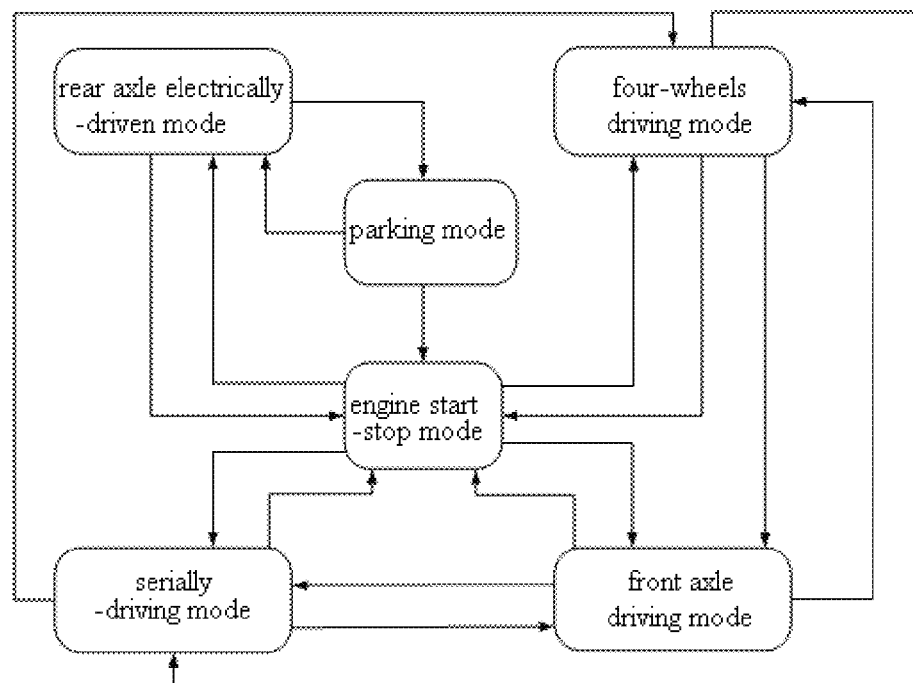 rear axle electrically
-driven mode
four-wheels
driving mode
parking mode
engine start
-stop mode
serially
-driving mode
front axle
driving mode